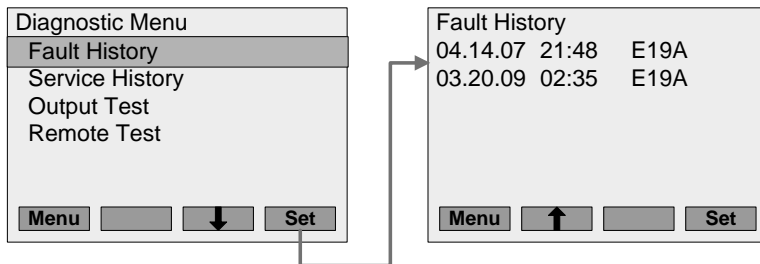 Diagnostic Menu
Fault History
Service History
Output Test
Remote Test
Menu ↓ Set
Fault History
04.14.07 21:48 E19A
03.20.09 02:35 E19A
Menu ↑ Set